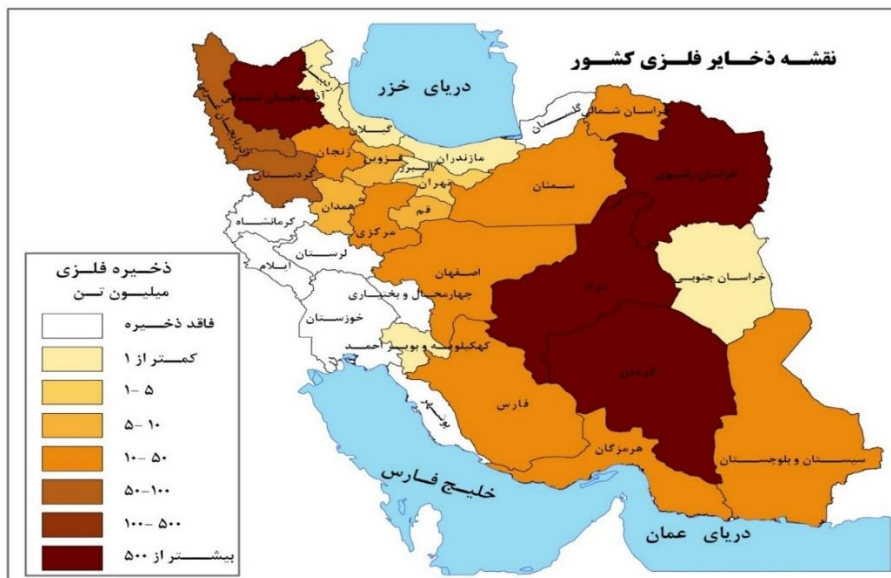 نقشه ذخایر فلزی کشور
دریای خزر
آذربایجان شرقی
گیلان
گلستان
خراسان شمالی
مازندران
زنجان
قزوین
البرز
تهران
سمنان
خراسان رضوی
کردستان
همدان
قم
مرکزی
کرمانشاه
لرستان
ایلام
اصفهان
یزد
خراسان جنوبی
چهارمحال و بختیاری
خوزستان
کهکیلویه و بویر احمد
کرمان
فارس
بوشهر
هرمزگان
سیستان و بلوچستان
خلیج فارس
دریای عمان
ذخیره فلزی
میلیون تن
فاقد ذخیره
کمتر از ۱
۱-۵
۵-۱۰
۱۰-۵۰
۵۰-۱۰۰
۱۰۰-۵۰۰
بیشتر از ۵۰۰